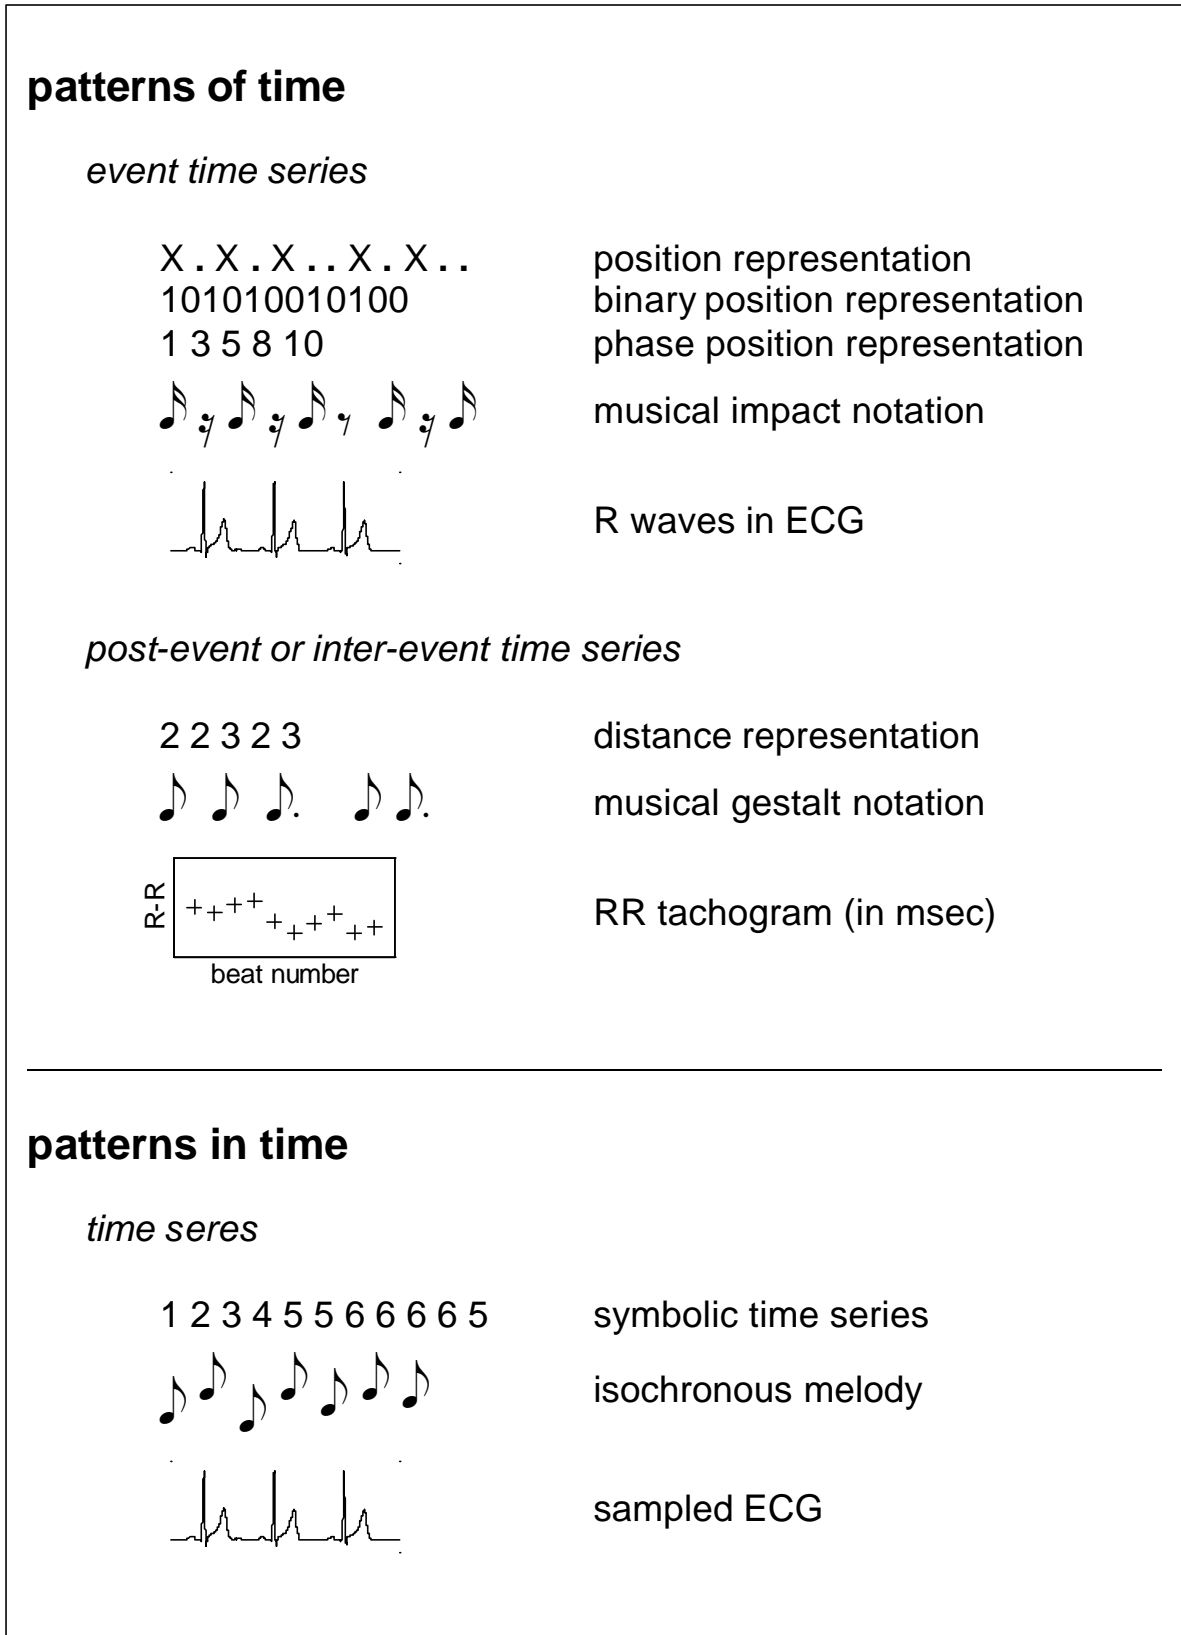 patterns of time
event time series
X . X . X . . X . X . . position representation
101010010100 binary position representation
1 3 5 8 10 phase position representation
musical impact notation
R waves in ECG
post-event or inter-event time series
2 2 3 2 3 distance representation
musical gestalt notation
R-R
RR tachogram (in msec)
beat number
patterns in time
time seres
1 2 3 4 5 5 6 6 6 6 5 symbolic time series
isochronous melody
sampled ECG